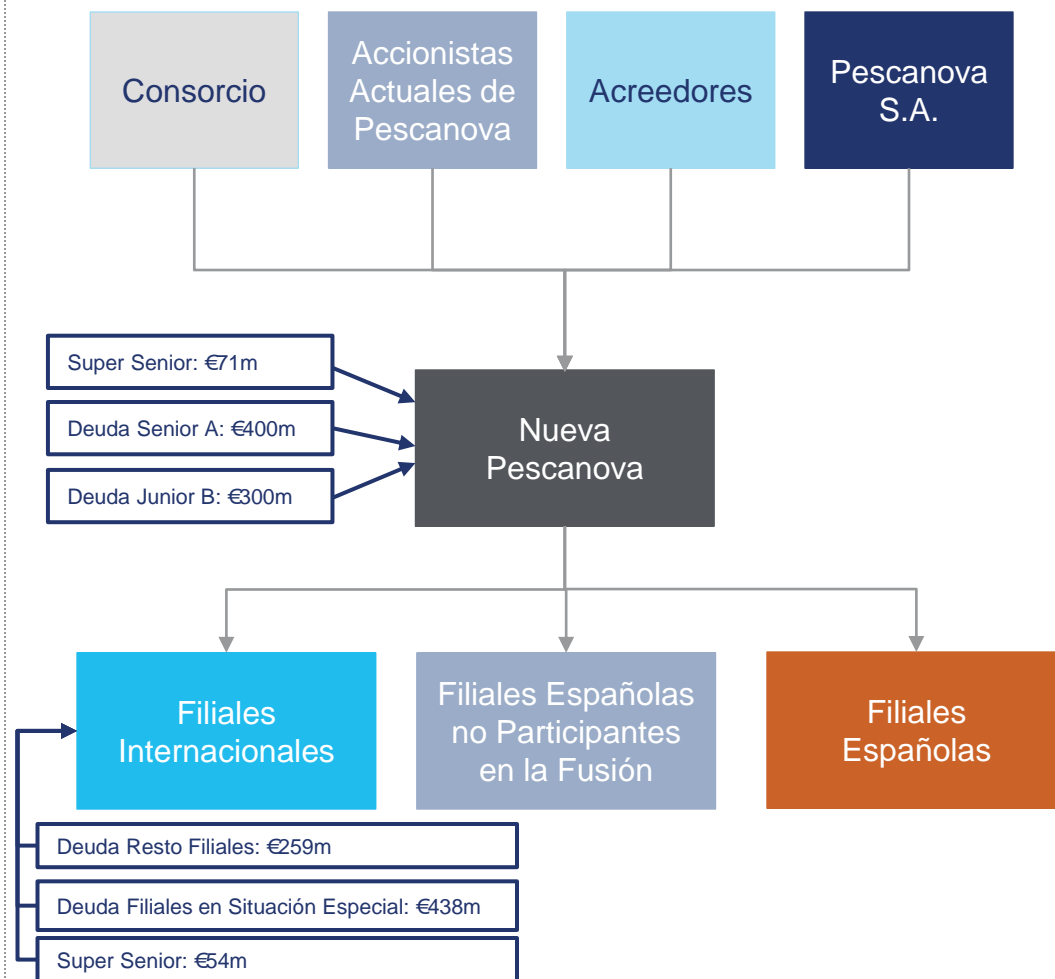 Consorcio
Accionistas
Actuales de
Pescanova
Acreedores
Pescanova
S.A.
Super Senior: €71m
Deuda Senior A: €400m
Deuda Junior B: €300m
Nueva
Pescanova
Filiales
Internacionales
Filiales Españolas
no Participantes
en la Fusión
Filiales
Españolas
Deuda Resto Filiales: €259m
Deuda Filiales en Situación Especial: €438m
Super Senior: €54m